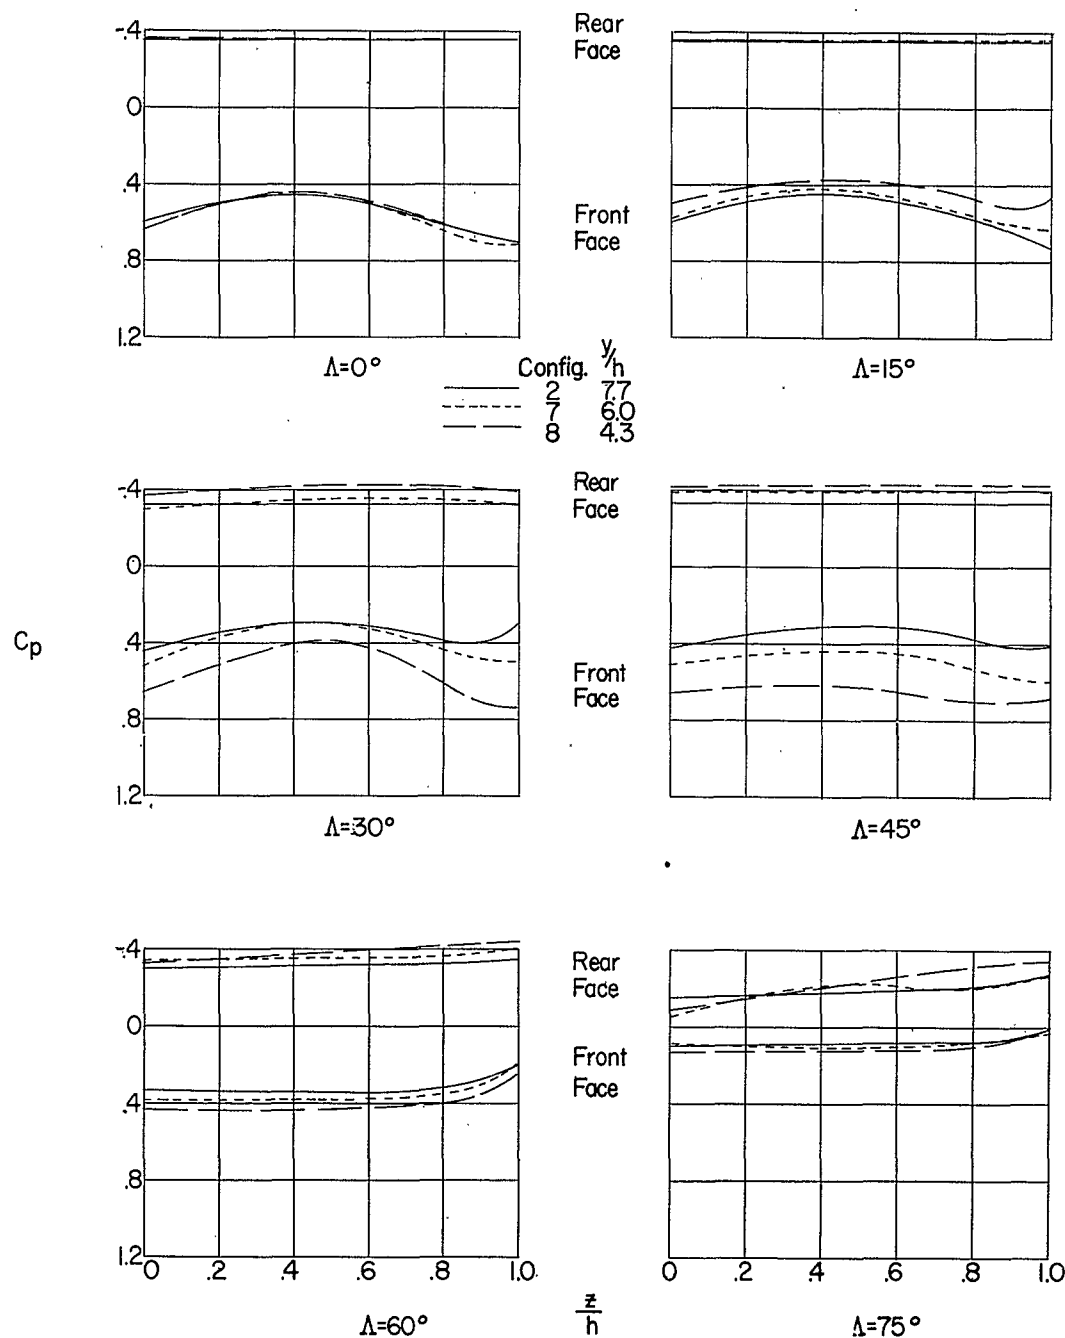 -.4
0
.4
.8
1.2
Rear
Face
Front
Face
Λ=0°
Λ=15°
Config. y/h
2 7.7
7 6.0
8 4.3
-.4
0
.4
.8
1.2
Cp
Rear
Face
Front
Face
Λ=30°
Λ=45°
-.4
0
.4
.8
1.2
Rear
Face
Front
Face
0 .2 .4 .6 .8 1.0
0 .2 .4 .6 .8 1.0
z/h
Λ=60°
Λ=75°